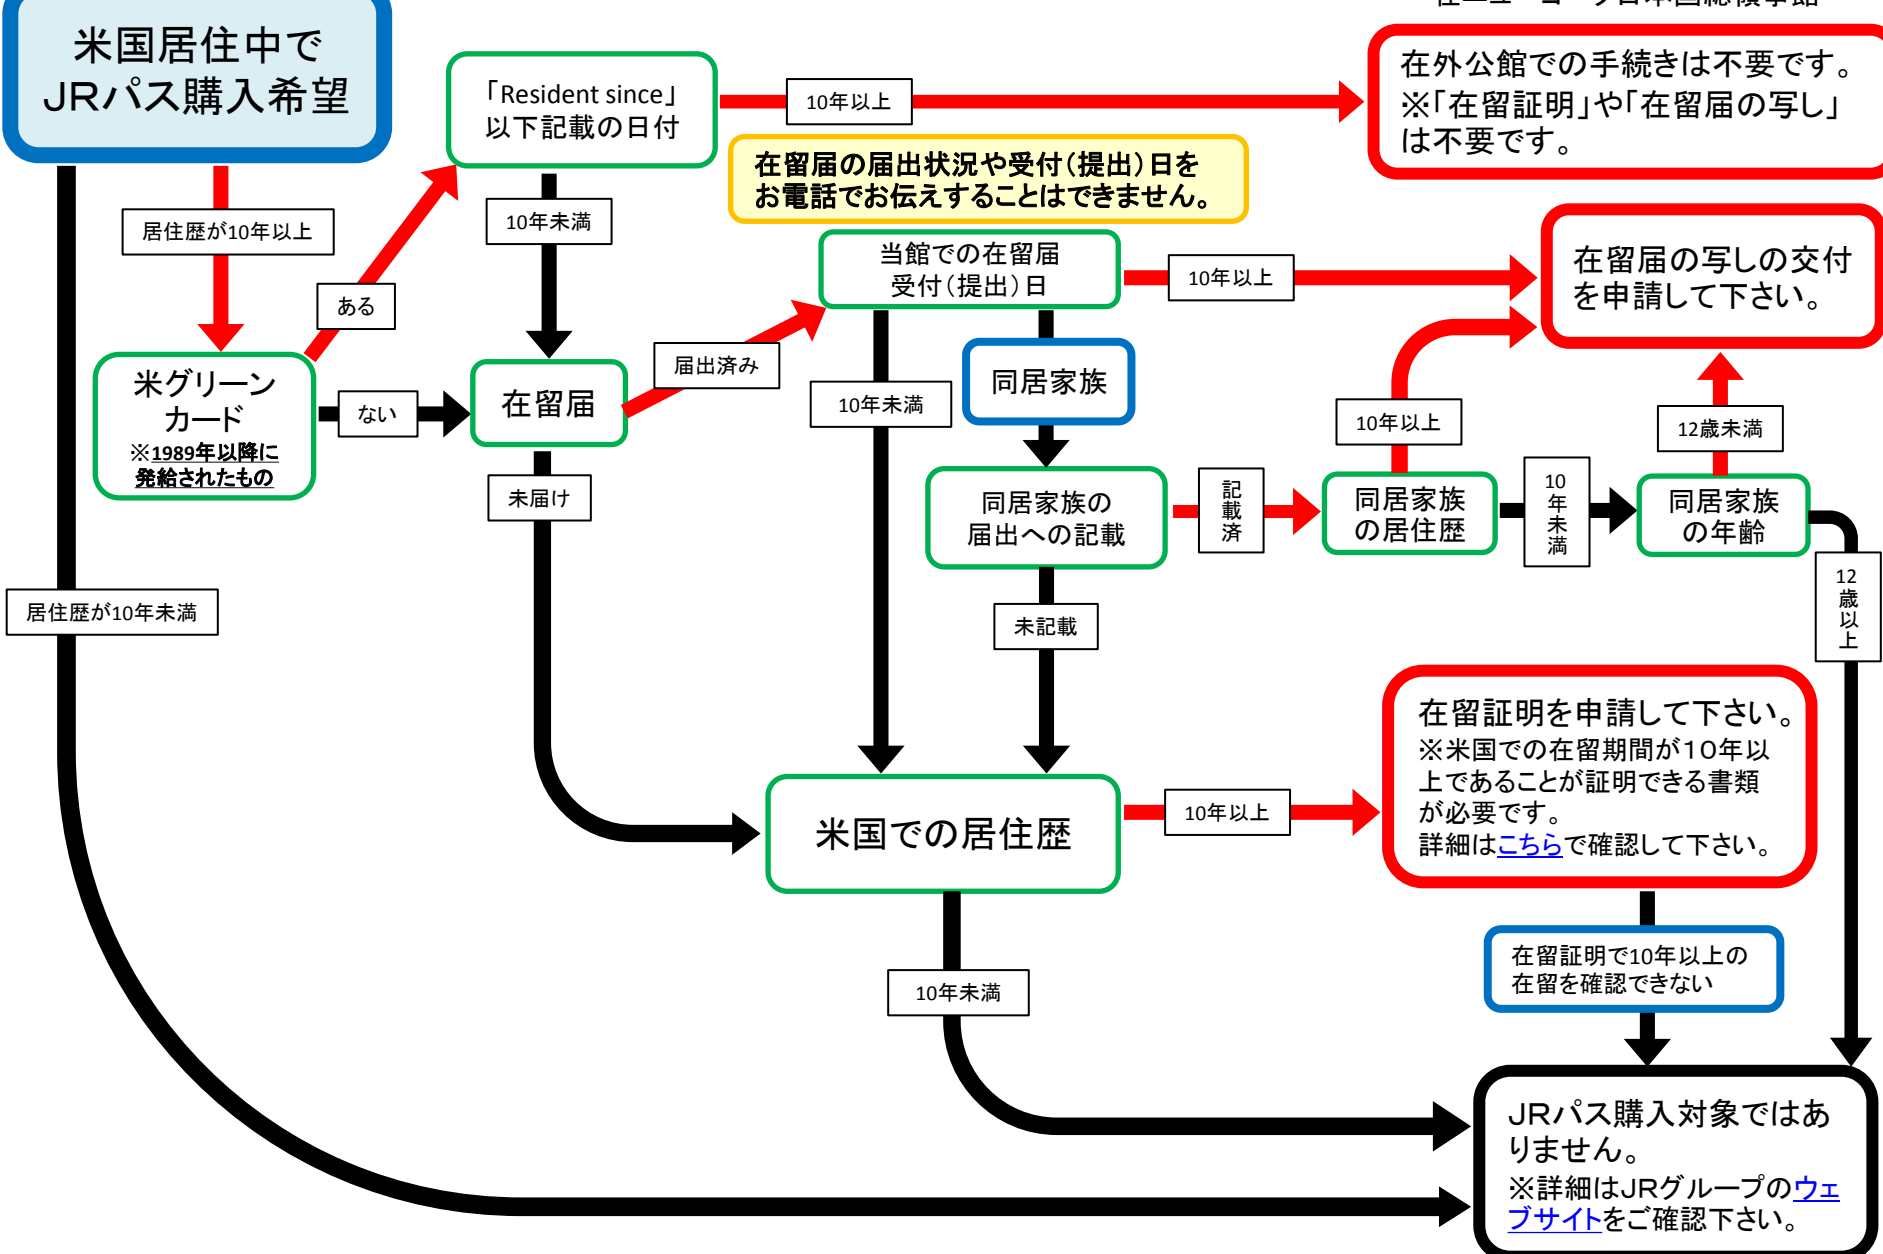 米国居住中で
JRパス購入希望
「Resident since」
以下記載の日付
10年以上
在外公館での手続きは不要です。
※「在留証明」や「在留届の写し」
は不要です。
在留届の届出状況や受付(提出)日を
お電話でお伝えすることはできません。
居住歴が10年以上
10年未満
ある
当館での在留届
受付(提出)日
10年以上
在留届の写しの交付
を申請して下さい。
米グリーン
カード
※1989年以降に
発給されたもの
ない
在留届
届出済み
10年未満
同居家族
10年以上
12歳未満
未届け
同居家族の
届出への記載
記載済
同居家族
の居住歴
10年未満
同居家族
の年齢
12歳以上
居住歴が10年未満
未記載
米国での居住歴
10年以上
在留証明を申請して下さい。
※米国での在留期間が10年以
上であることが証明できる書類
が必要です。
詳細はこちらで確認して下さい。
10年未満
在留証明で10年以上の
在留を確認できない
JRパス購入対象ではあ
りません。
※詳細はJRグループのウェ
ブサイトをご確認下さい。